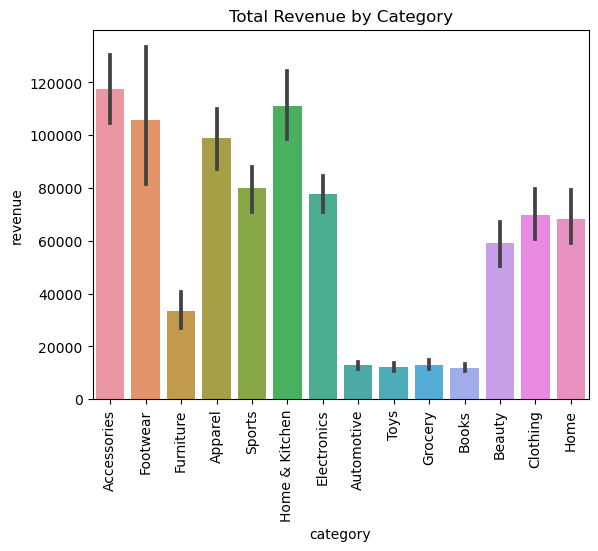 Total Revenue by Category
revenue
120000
100000
80000
60000
40000
20000
0
Accessories
Footwear
Furniture
Apparel
Sports
Home & Kitchen
Electronics
Automotive
Toys
Grocery
Books
Beauty
Clothing
Home
category